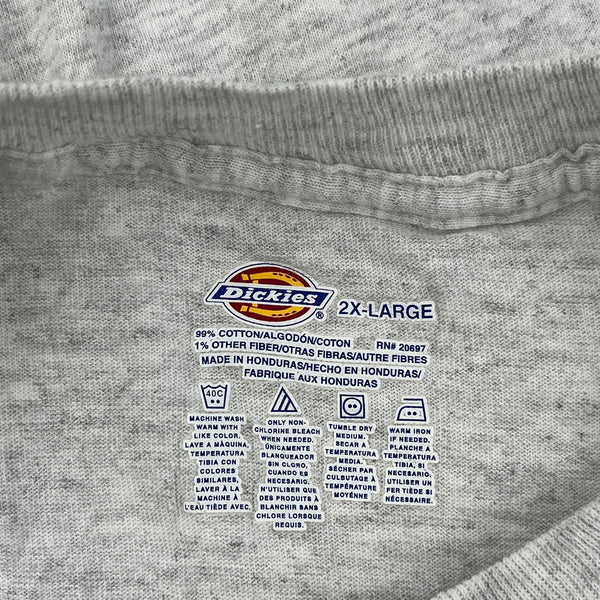 Dickies® 2X-LARGE
99% COTTON/ALGODÓN/COTON RN# 20697
1% OTHER FIBER/OTRAS FIBRAS/AUTRE FIBRES
MADE IN HONDURAS/HECHO EN HONDURAS/
FABRIQUE AUX HONDURAS
40C
MACHINE WASH
WARM WITH
LIKE COLOR.
LAVE A MÀQUINA,
TEMPERATURA
TIBIA CON
COLORES
SIMILARES,
LAVER À LA
MACHINE À
L'EAU TIÈDE AVEC.
ONLY NON-
CHLORINE BLEACH
WHEN NEEDED.
ÚNICAMENTE
BLANQUEADOR
SIN CLORO,
CUANDO ES
NECESARIO.
N'UTILISER QUE
DES PRODUITS À
BLANCHIR SANS
CHLORE LORSQUE
REQUIS.
TUMBLE DRY
MEDIUM.
SECAR A
TEMPERATURA
MEDIA.
SÉCHER PAR
CULBUTAGE À
TEMPÉRATURE
MOYÉNNE
WARM IRON
IF NEEDED.
PLANCHE A
TEMPERATURA
TIBIA, SI
NECESARIO.
UTILISER UN
FER TIÈDE SI
NÉCESSAIRE.